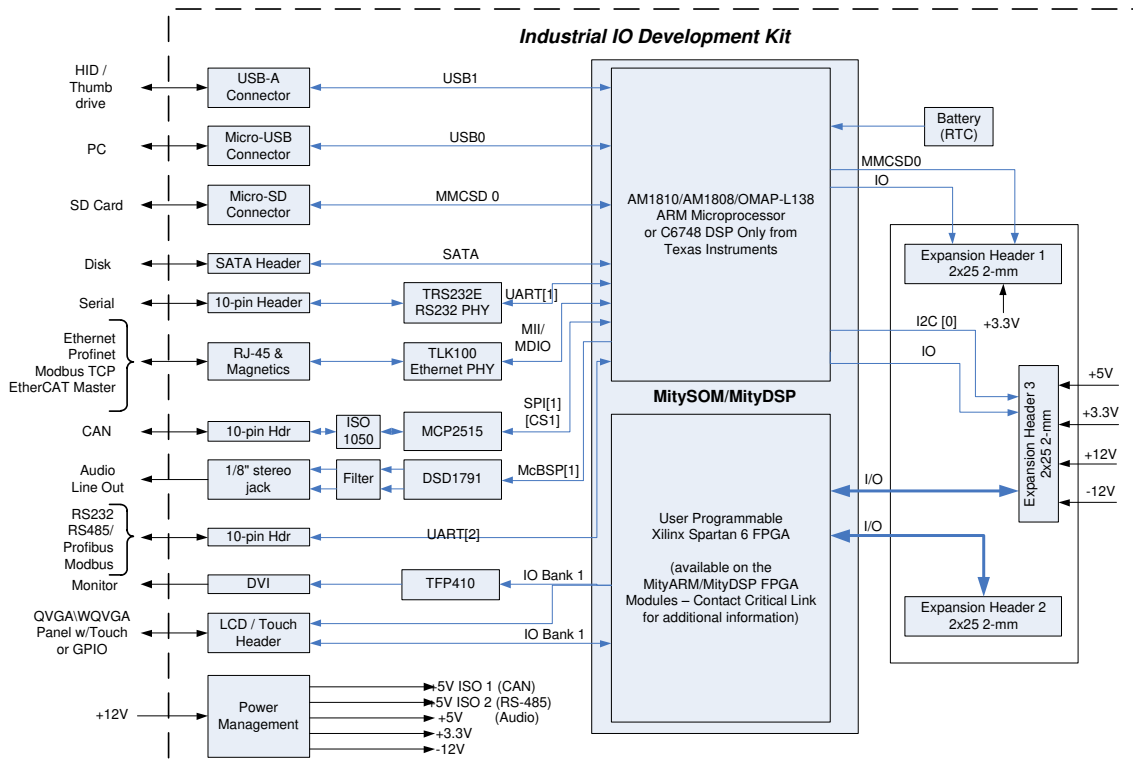 Industrial IO Development Kit
HID /
Thumb
drive
USB-A
Connector
USB1
PC
Micro-USB
Connector
USB0
SD Card
Micro-SD
Connector
MMCSD 0
Disk
SATA Header
SATA
Serial
10-pin Header
TRS232E
RS232 PHY
UART[1]
Ethernet
Profinet
Modbus TCP
EtherCAT Master
RJ-45 &
Magnetics
TLK100
Ethernet PHY
MII/
MDIO
CAN
10-pin Hdr
ISO
1050
MCP2515
SPI[1]
[CS1]
Audio
Line Out
1/8" stereo
jack
Filter
DSD1791
McBSP[1]
RS232
RS485/
Profibus
Modbus
10-pin Hdr
UART[2]
Monitor
DVI
TFP410
IO Bank 1
QVGA\WQVGA
Panel w/Touch
or GPIO
LCD / Touch
Header
IO Bank 1
+12V
Power
Management
+5V ISO 1 (CAN)
+5V ISO 2 (RS-485)
+5V (Audio)
+3.3V
-12V
AM1810/AM1808/OMAP-L138
ARM Microprocessor
or C6748 DSP Only from
Texas Instruments
MitySOM/MityDSP
User Programmable
Xilinx Spartan 6 FPGA
(available on the
MityARM/MityDSP FPGA
Modules – Contact Critical Link
for additional information)
Battery
(RTC)
MMCSD0
IO
Expansion Header 1
2x25 2-mm
+3.3V
I2C [0]
IO
Expansion Header 3
2x25 2-mm
+5V
+3.3V
+12V
-12V
I/O
I/O
Expansion Header 2
2x25 2-mm